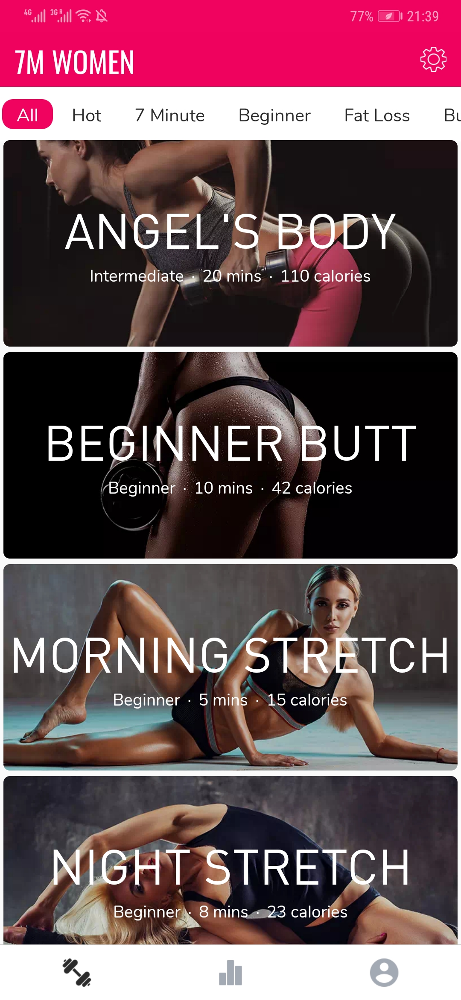 4G 3G R 77% 21:39
7M WOMEN
All Hot 7 Minute Beginner Fat Loss Bu
ANGEL'S BODY
Intermediate · 20 mins · 110 calories
BEGINNER BUTT
Beginner · 10 mins · 42 calories
MORNING STRETCH
Beginner · 5 mins · 15 calories
NIGHT STRETCH
Beginner · 8 mins · 23 calories